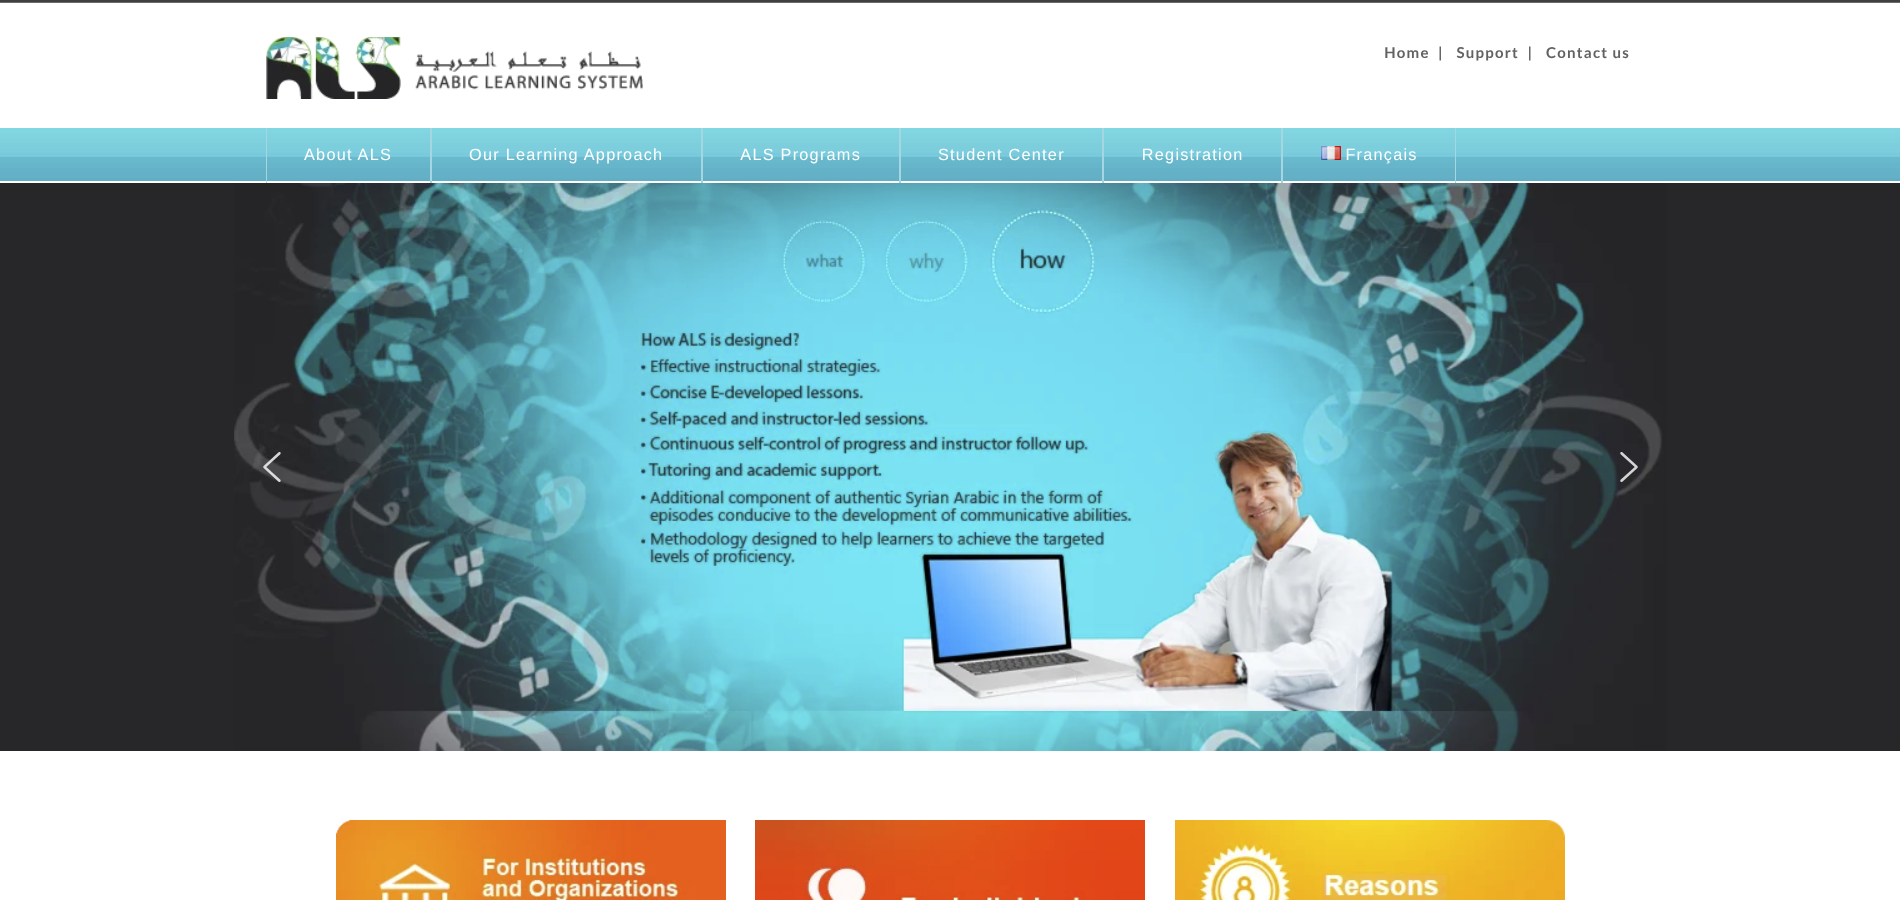 ALS
نظام تعلم العربية
ARABIC LEARNING SYSTEM
Home | Support | Contact us
About ALS
Our Learning Approach
ALS Programs
Student Center
Registration
Français
what
why
how
How ALS is designed?
• Effective instructional strategies.
• Concise E-developed lessons.
• Self-paced and instructor-led sessions.
• Continuous self-control of progress and instructor follow up.
• Tutoring and academic support.
• Additional component of authentic Syrian Arabic in the form of
episodes conducive to the development of communicative abilities.
• Methodology designed to help learners to achieve the targeted
levels of proficiency.
For Institutions
and Organizations
Reasons